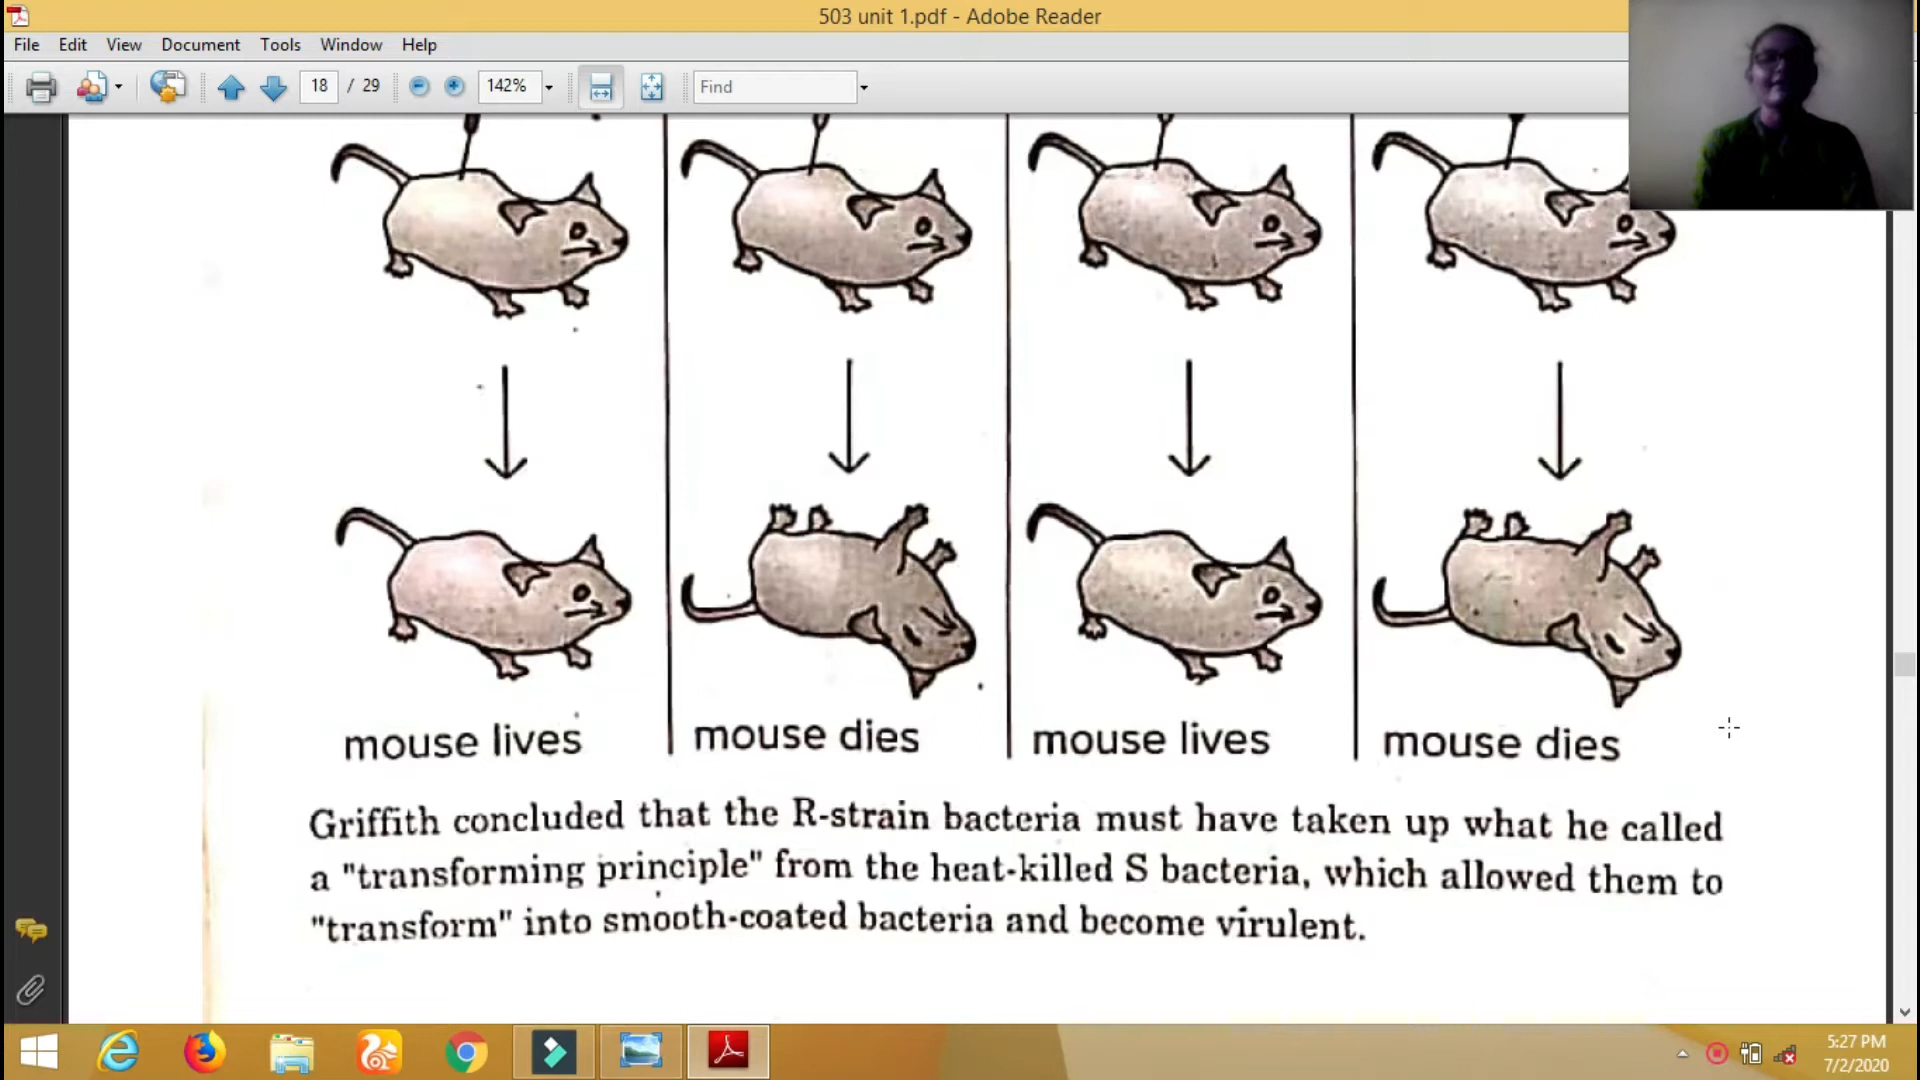 503 unit 1.pdf - Adobe Reader
File Edit View Document Tools Window Help
18 / 29 142% Find
mouse lives mouse dies mouse lives mouse dies
Griffith concluded that the R-strain bacteria must have taken up what he called
a "transforming principle" from the heat-killed S bacteria, which allowed them to
"transform" into smooth-coated bacteria and become virulent.
5:27 PM
7/2/2020